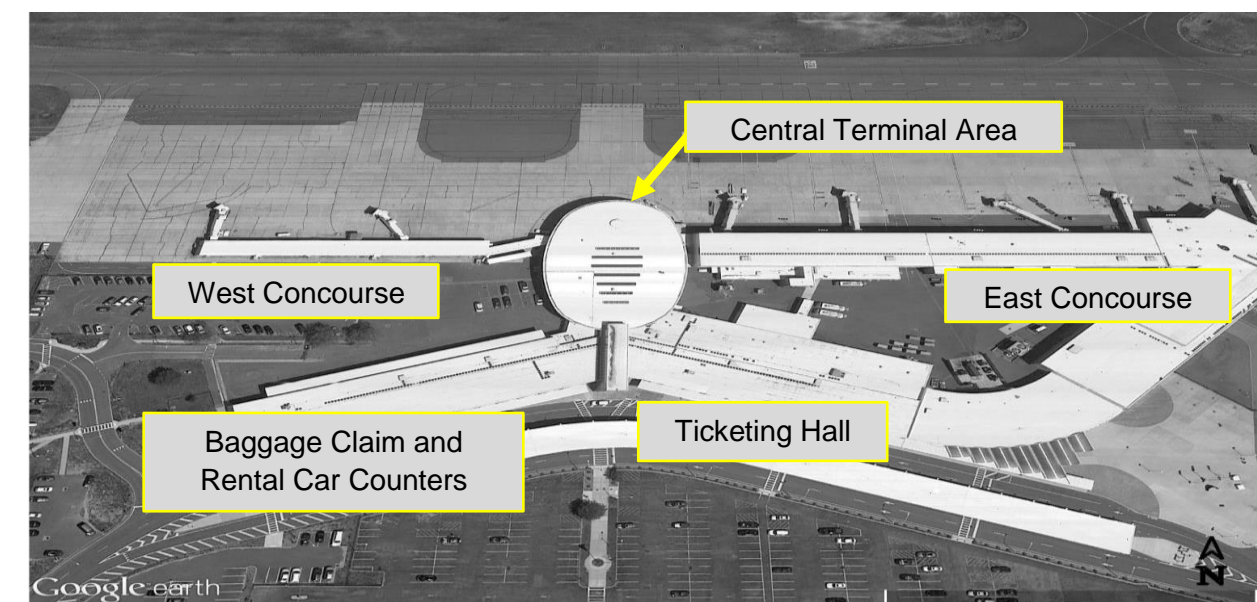 Central Terminal Area
West Concourse
East Concourse
Baggage Claim and
Rental Car Counters
Ticketing Hall
Google earth
N